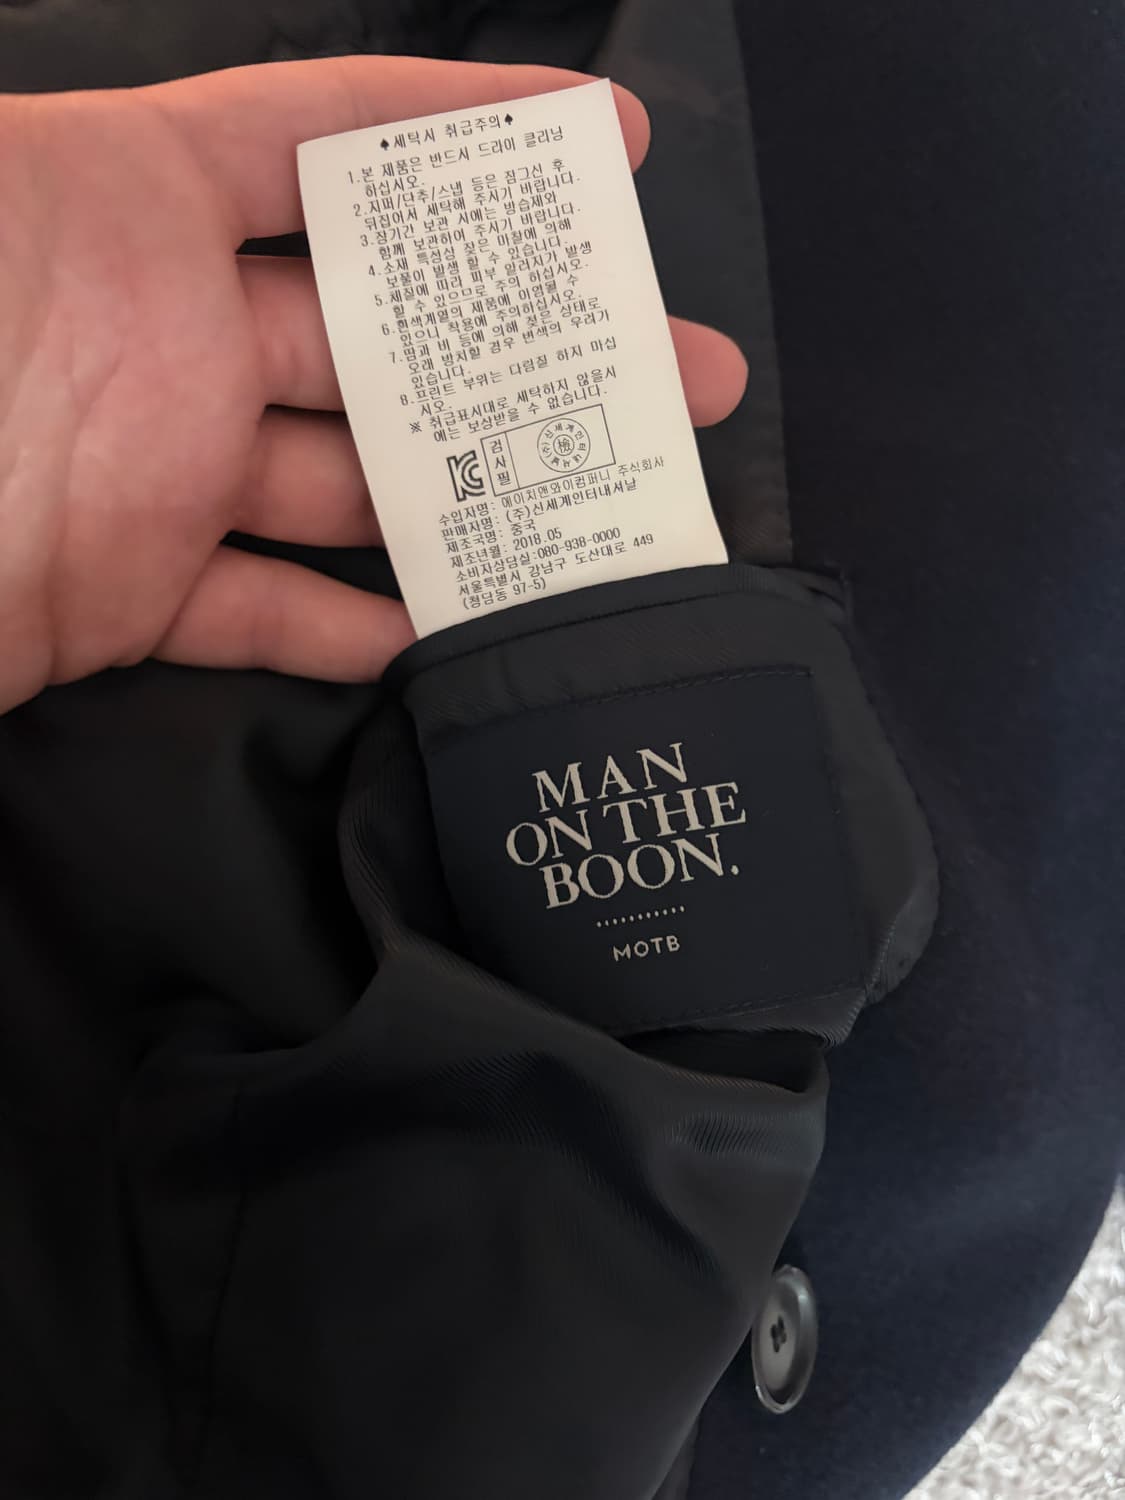 ♠세탁시 취급주의♠
1.본 제품은 반드시 드라이 클리닝
하십시오.
2.지퍼/단추/스냅 등은 잠그신 후
뒤집어서 세탁해 주시기 바랍니다.
3.장기간 보관 시에는 방습제와
함께 보관하여 주시기 바랍니다.
4.소재 특성상 잦은 마찰에 의해
보풀이 발생 할 수 있습니다.
5.체질에 따라 피부 알러지가 발생
할 수 있으므로 주의 하십시오.
6.흰색계열의 제품에 이염될 수
있으니 착용에 주의하십시오.
7.땀과 비 등에 의해 젖은 상태로
오래 방치할 경우 변색의 우려가
있습니다.
8.프린트 부위는 다림질 하지 마십
시오.
※ 취급표시대로 세탁하지 않을시
에는 보상받을 수 없습니다.
KC
검사필
(주)신세계인터내셔날
檢
수입자명: 에이치앤와이컴퍼니 주식회사
판매자명: (주)신세계인터내셔날
제조국명: 중국
제조년월: 2018.05
소비자상담실:080-938-0000
서울특별시 강남구 도산대로 449
(청담동 97-5)
MAN
ON THE
BOON.
MOTB